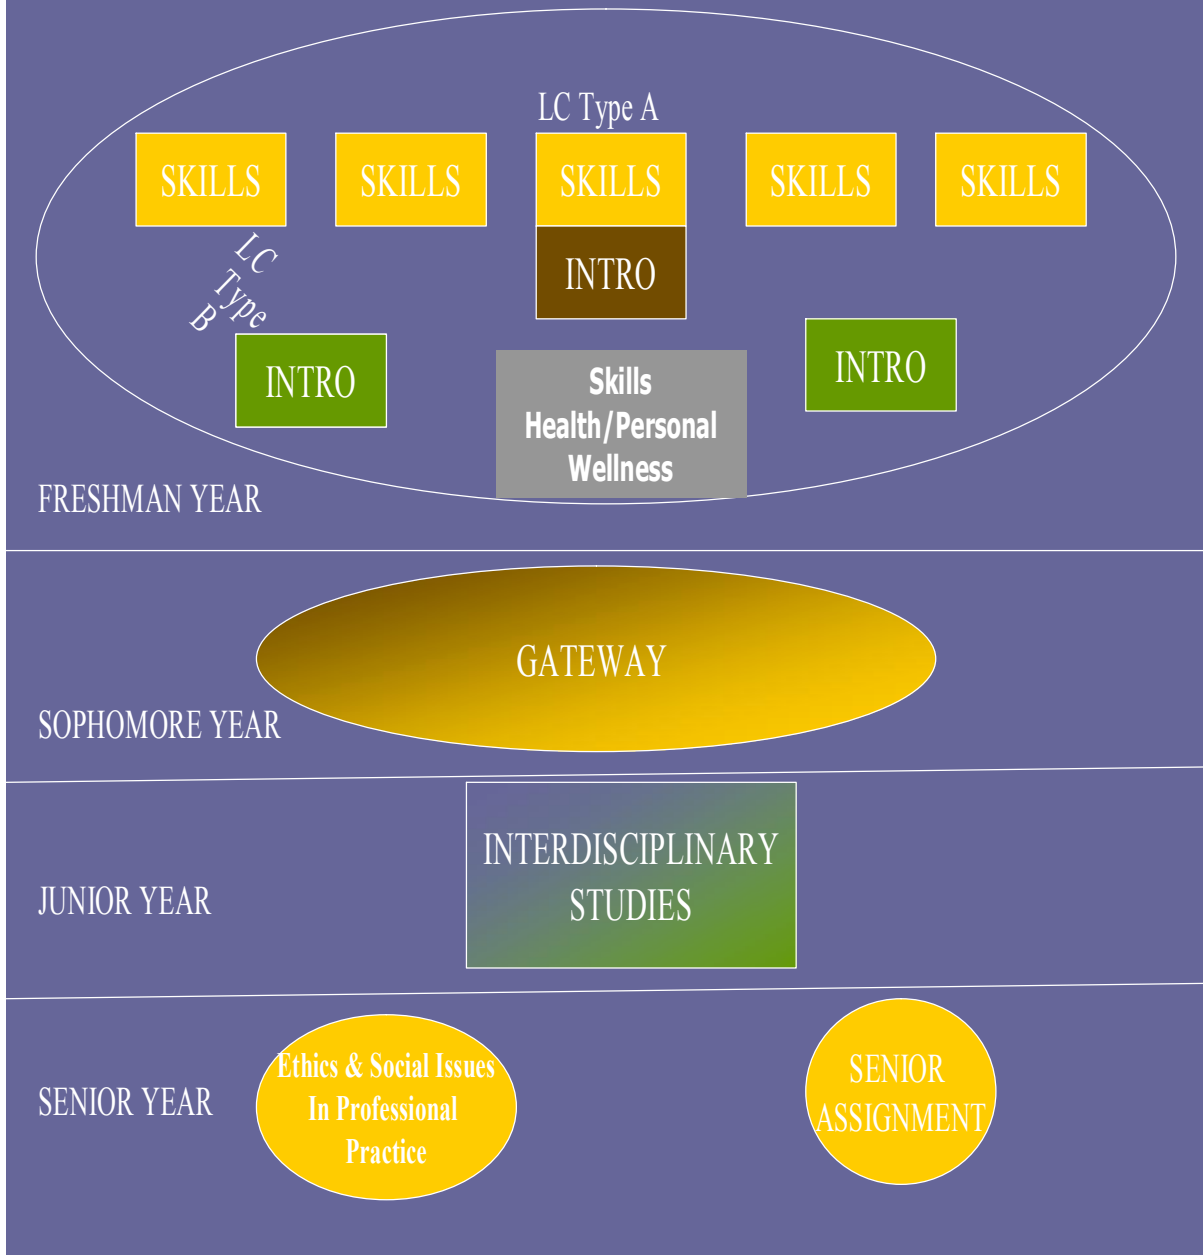 LC Type A
SKILLS
SKILLS
SKILLS
SKILLS
SKILLS
LC
Type
B
INTRO
INTRO
INTRO
Skills
Health/Personal
Wellness
FRESHMAN YEAR
GATEWAY
SOPHOMORE YEAR
INTERDISCIPLINARY
STUDIES
JUNIOR YEAR
Ethics & Social Issues
In Professional
Practice
SENIOR
ASSIGNMENT
SENIOR YEAR